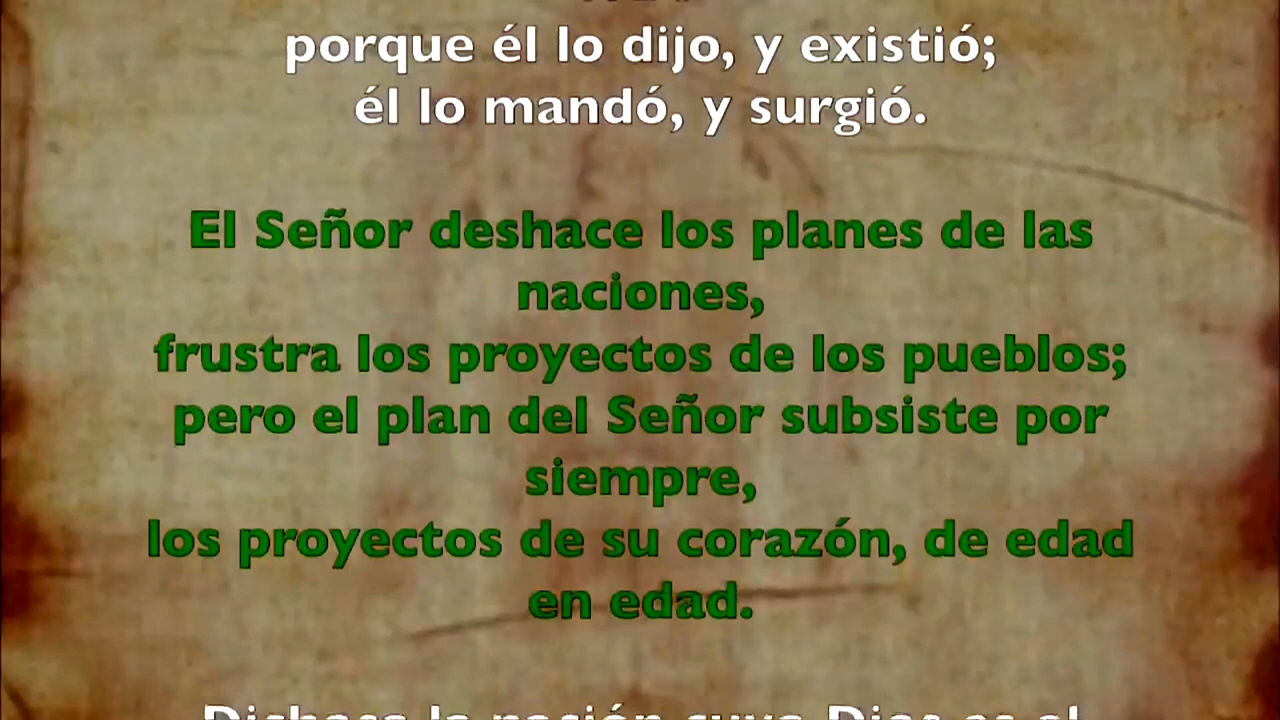 porque él lo dijo, y existió;
él lo mandó, y surgió.
El Señor deshace los planes de las
naciones,
frustra los proyectos de los pueblos;
pero el plan del Señor subsiste por
siempre,
los proyectos de su corazón, de edad
en edad.
Dichosa la nación cuyo Dios es el